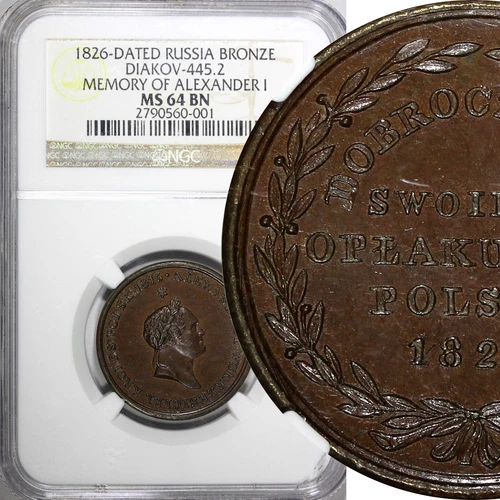 1826-DATED RUSSIA BRONZE
DIAKOV-445.2
MEMORY OF ALEXANDER I
MS 64 BN
2790560-001
NGC
DOBROC
SWOI
OPŁAKU
POLS
182